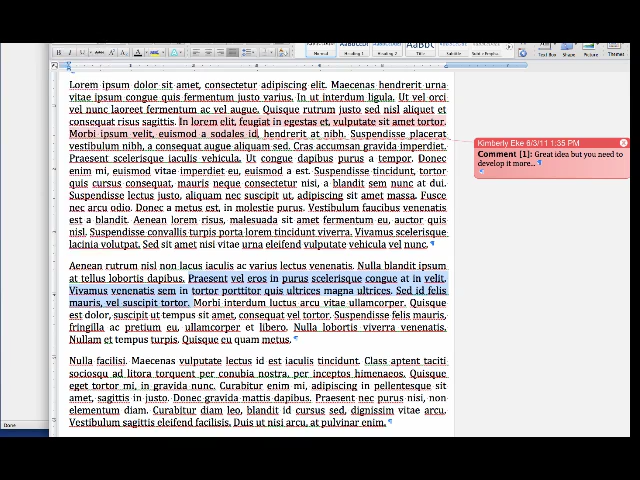 Normal Heading 1 Heading 2 Title Subtitle Subtle Emph... Text Box Shape Picture Themes
Lorem ipsum dolor sit amet, consectetur adipiscing elit. Maecenas hendrerit urna
vitae ipsum congue quis fermentum justo varius. In ut interdum ligula. Ut vel orci
vel nunc laoreet fermentum ac vel augue. Quisque rutrum justo sed nisl aliquet et
consequat risus sagittis. In lorem elit, feugiat in egestas et, vulputate sit amet tortor.
Morbi ipsum velit, euismod a sodales id, hendrerit at nibh. Suspendisse placerat
vestibulum nibh, a consequat augue aliquam sed. Cras accumsan gravida imperdiet.
Praesent scelerisque iaculis vehicula. Ut congue dapibus purus a tempor. Donec
enim mi, euismod vitae imperdiet eu, euismod a est. Suspendisse tincidunt, tortor
quis cursus consequat, mauris neque consectetur nisi, a blandit sem nunc at dui.
Suspendisse lectus justo, aliquam nec suscipit ut, adipiscing sit amet massa. Fusce
nec arcu odio. Donec a metus est, in molestie purus. Vestibulum faucibus venenatis
est a blandit. Aenean lorem risus, malesuada sit amet fermentum eu, auctor quis
nisl. Suspendisse convallis turpis porta lorem tincidunt viverra. Vivamus scelerisque
lacinia volutpat. Sed sit amet nisi vitae urna eleifend vulputate vehicula vel nunc.
Kimberly Eke 6/3/11 1:35 PM
Comment [1]: Great idea but you need to
develop it more...
Aenean rutrum nisl non lacus iaculis ac varius lectus venenatis. Nulla blandit ipsum
at tellus lobortis dapibus. Praesent vel eros in purus scelerisque congue at in velit.
Vivamus venenatis sem in tortor porttitor quis ultrices magna ultrices. Sed id felis
mauris, vel suscipit tortor. Morbi interdum luctus arcu vitae ullamcorper. Quisque
est dolor, suscipit ut tempus sit amet, consequat vel tortor. Suspendisse felis mauris,
fringilla ac pretium eu, ullamcorper et libero. Nulla lobortis viverra venenatis.
Nullam et tempus turpis. Quisque eu quam metus.
Nulla facilisi. Maecenas vulputate lectus id est iaculis tincidunt. Class aptent taciti
sociosqu ad litora torquent per conubia nostra, per inceptos himenaeos. Quisque
eget tortor mi, in gravida nunc. Curabitur enim mi, adipiscing in pellentesque sit
amet, sagittis in justo. Donec gravida mattis dapibus. Praesent nec purus nisi, non
elementum diam. Curabitur diam leo, blandit id cursus sed, dignissim vitae arcu.
Vestibulum sagittis eleifend facilisis. Duis ut nisi arcu, at pulvinar enim.
Done